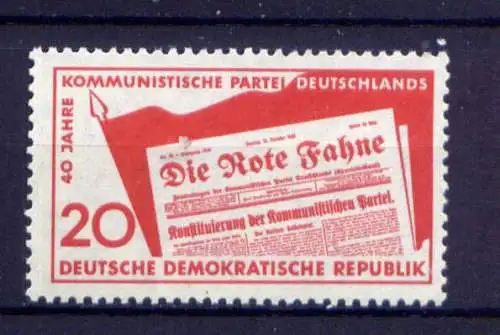 KOMMUNISTISCHE PARTEI DEUTSCHLANDS
40 JAHRE
Die Rote Fahne
Konstituierung der Kommunistischen Partei.
20
DEUTSCHE DEMOKRATISCHE REPUBLIK